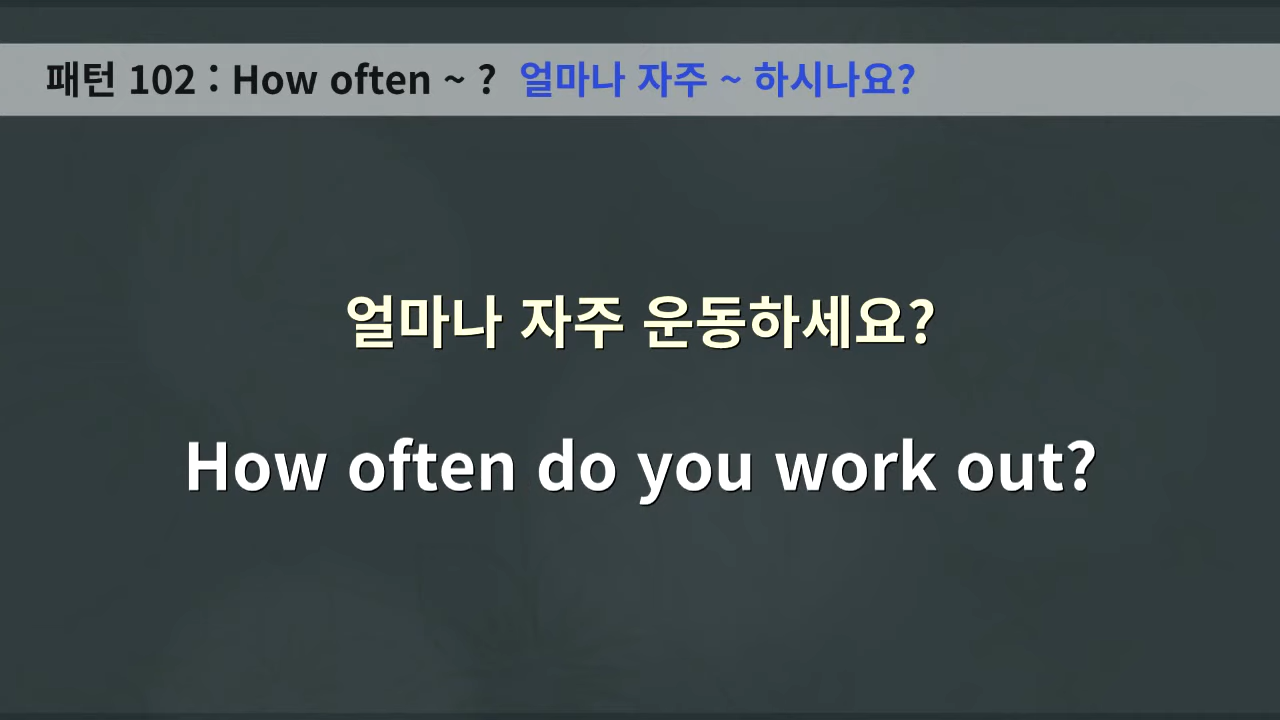 패턴 102 : How often ~ ? 얼마나 자주 ~ 하시나요?
얼마나 자주 운동하세요?
How often do you work out?